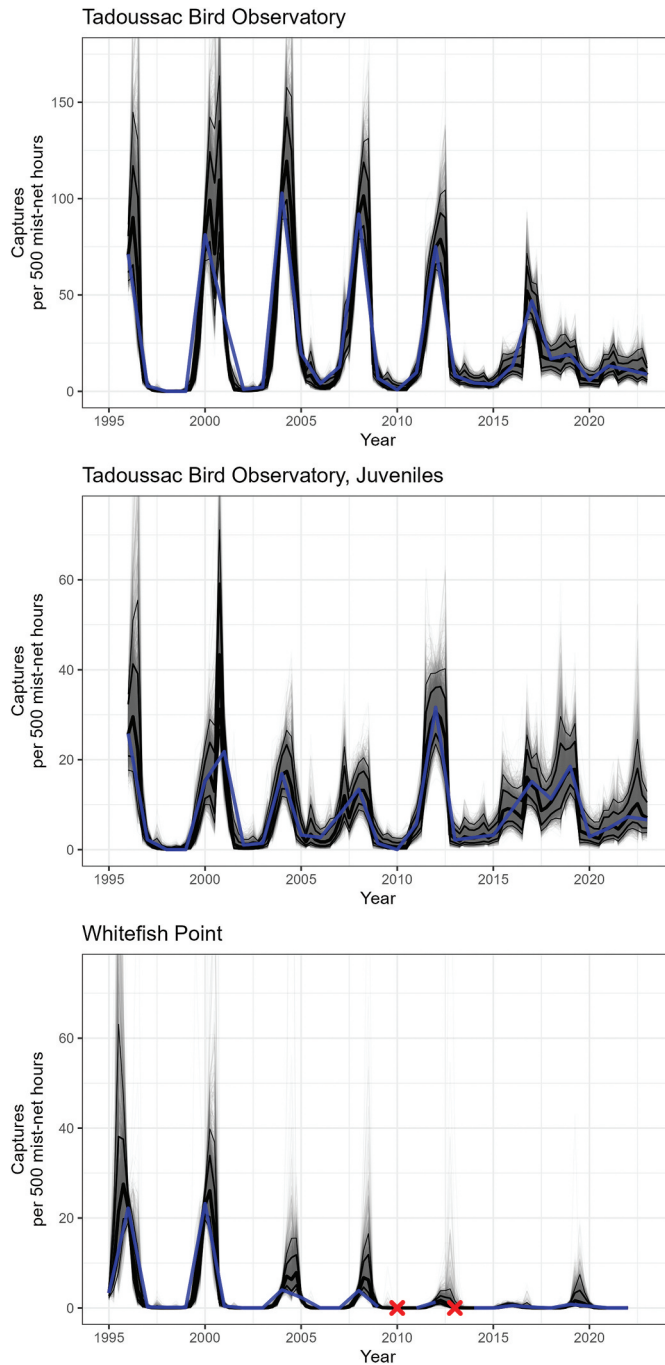 Tadoussac Bird Observatory
Captures
per 500 mist-net hours
150
100
50
0
1995 2000 2005 2010 2015 2020
Year
Tadoussac Bird Observatory, Juveniles
Captures
per 500 mist-net hours
60
40
20
0
1995 2000 2005 2010 2015 2020
Year
Whitefish Point
Captures
per 500 mist-net hours
60
40
20
0
1995 2000 2005 2010 2015 2020
Year